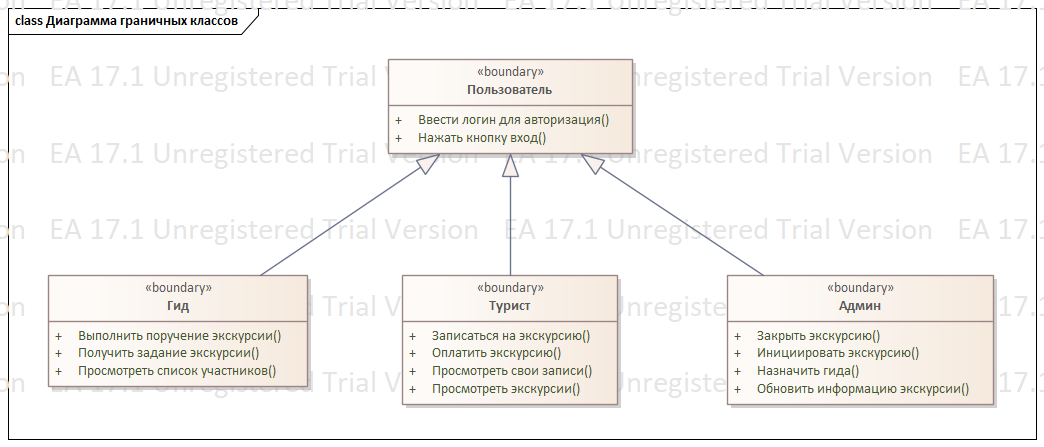 class Диаграмма граничных классов
EA 17.1 Unregistered Trial Version
«boundary»
Пользователь
+ Ввести логин для авторизация()
+ Нажать кнопку вход()
«boundary»
Гид
+ Выполнить поручение экскурсии()
+ Получить задание экскурсии()
+ Просмотреть список участников()
«boundary»
Турист
+ Записаться на экскурсию()
+ Оплатить экскурсию()
+ Просмотреть свои записи()
+ Просмотреть экскурсии()
«boundary»
Админ
+ Закрыть экскурсию()
+ Инициировать экскурсию()
+ Назначить гида()
+ Обновить информацию экскурсии()